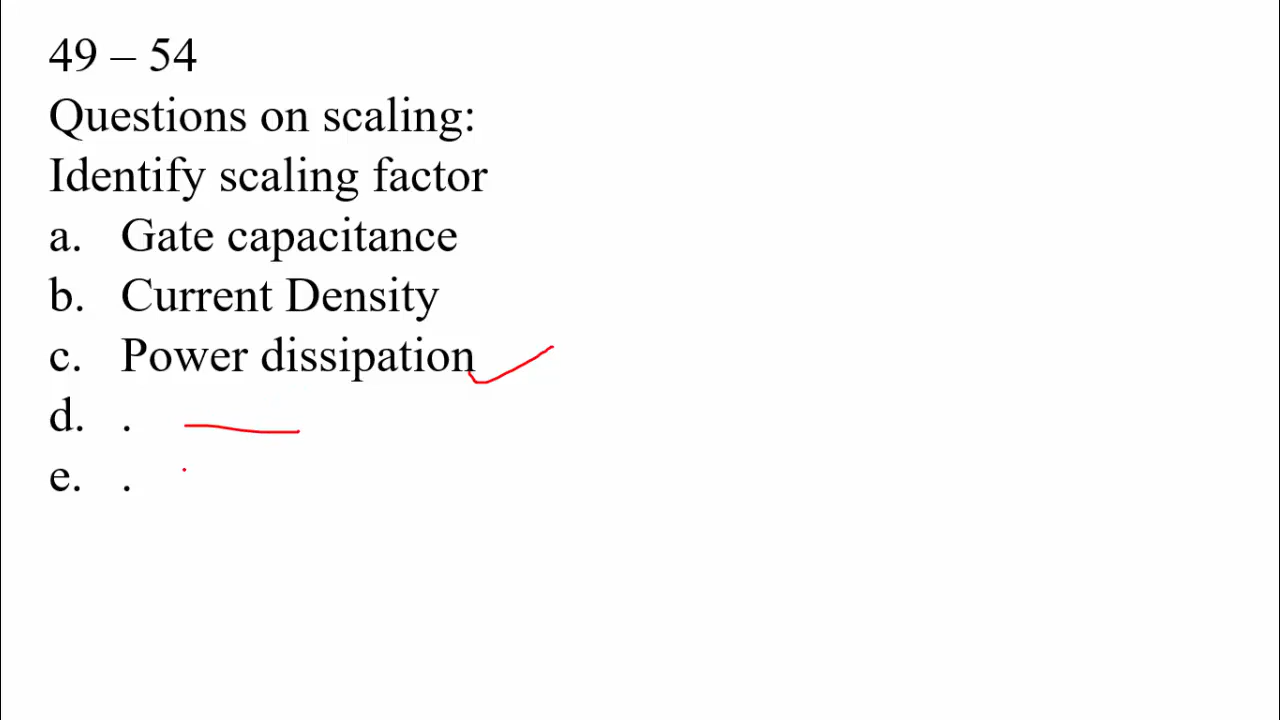 49 – 54
Questions on scaling:
Identify scaling factor
a. Gate capacitance
b. Current Density
c. Power dissipation
d. .
e. .